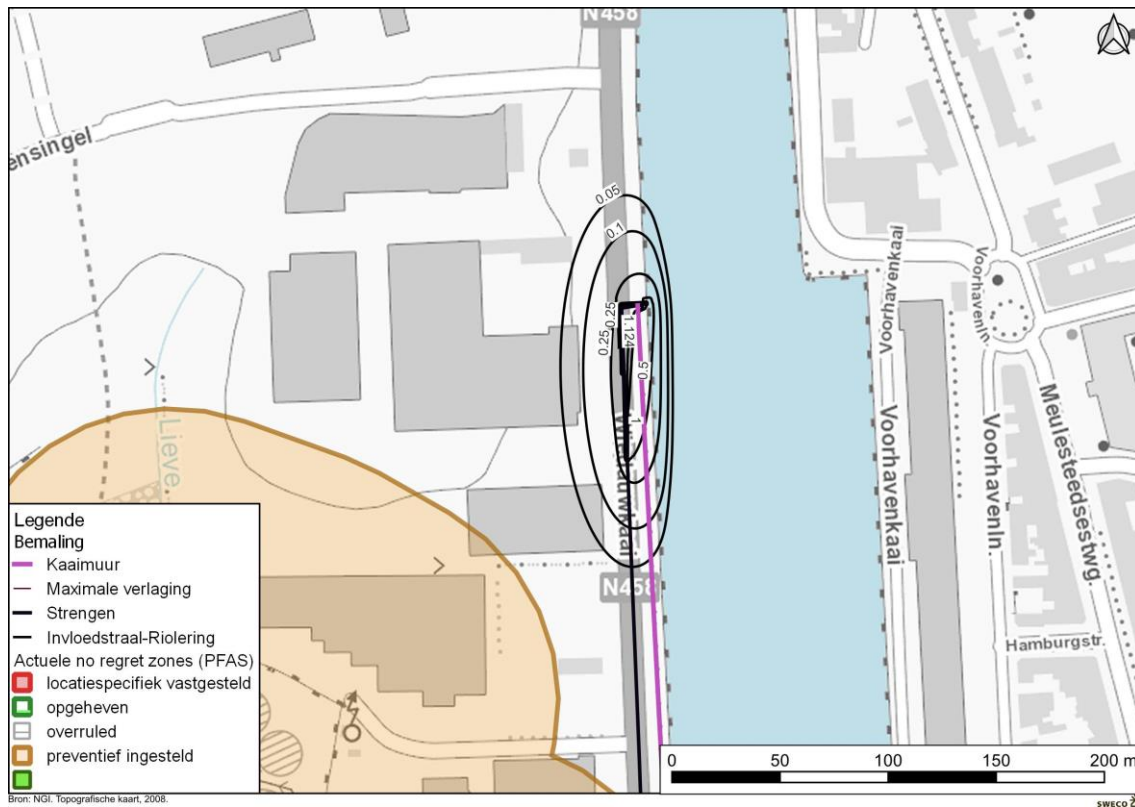 N458
ensingel
0.05
0.1
0.25
0.25
1.124
0.5
1
Voorhavenkaai
Voorhavenln.
Voorhavenkaai
Voorhavenln.
Meulesteedsestwg.
Lieve
Wiedauwkaai
N458
Hamburgstr.
Legende
Bemaling
Kaaimuur
Maximale verlaging
Strengen
Invloedstraal-Riolering
Actuele no regret zones (PFAS)
locatiespecifiek vastgesteld
opgeheven
overruled
preventief ingesteld
0 50 100 150 200 m
Bron: NGI. Topografische kaart, 2008.
SWECO